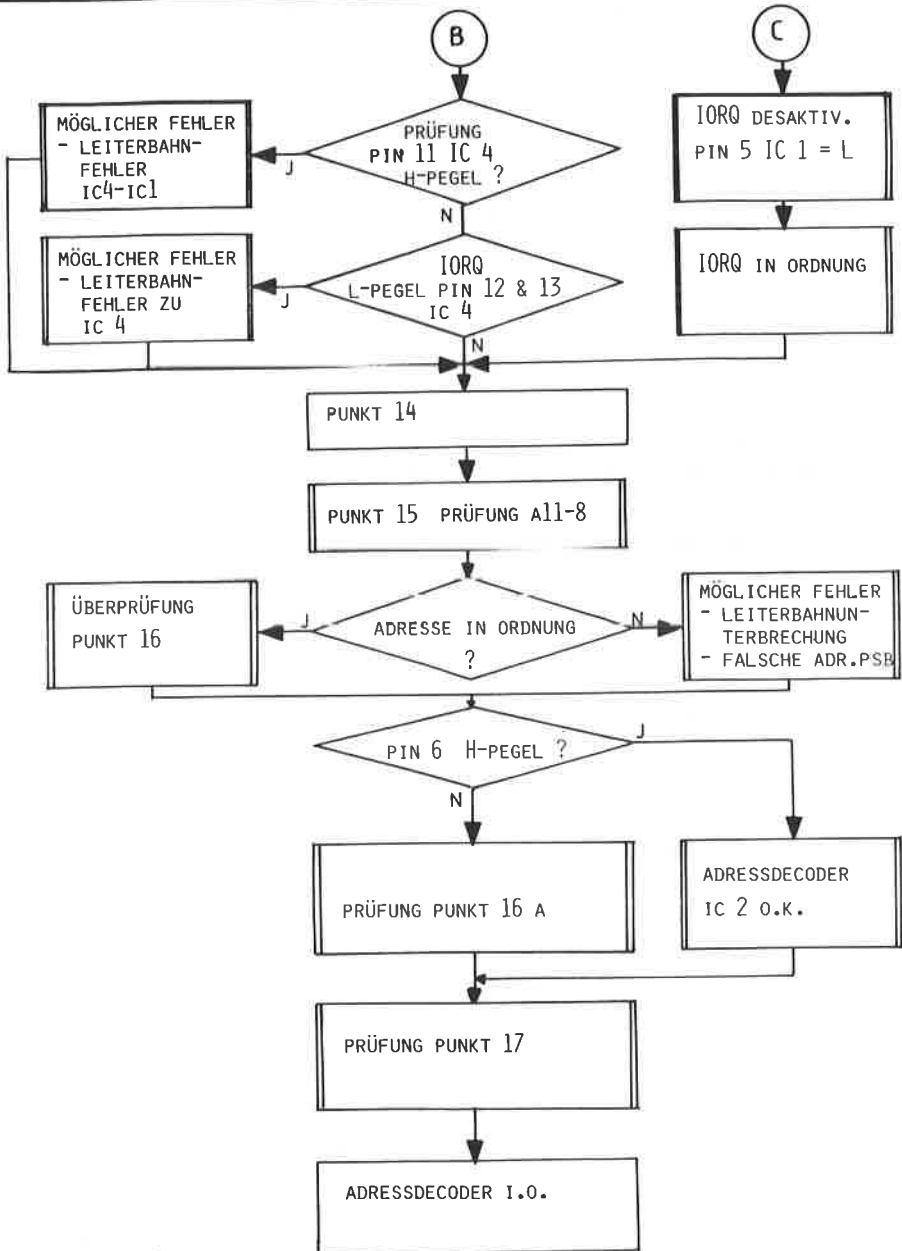 B
C
PRÜFUNG
PIN 11 IC 4
H-PEGEL ?
J
N
MÖGLICHER FEHLER
- LEITERBAHN-
FEHLER
IC4-IC1
IORQ DESAKTIV.
PIN 5 IC 1 = L
IORQ
L-PEGEL PIN 12 & 13
IC 4
J
N
MÖGLICHER FEHLER
- LEITERBAHN-
FEHLER ZU
IC 4
IORQ IN ORDNUNG
PUNKT 14
PUNKT 15 PRÜFUNG A11-8
ÜBERPRÜFUNG
PUNKT 16
J
ADRESSE IN ORDNUNG
?
N
MÖGLICHER FEHLER
- LEITERBAHNUN-
TERBRECHUNG
- FALSCHE ADR.PSB
PIN 6 H-PEGEL ?
J
N
PRÜFUNG PUNKT 16 A
ADRESSDECODER
IC 2 O.K.
PRÜFUNG PUNKT 17
ADRESSDECODER I.O.